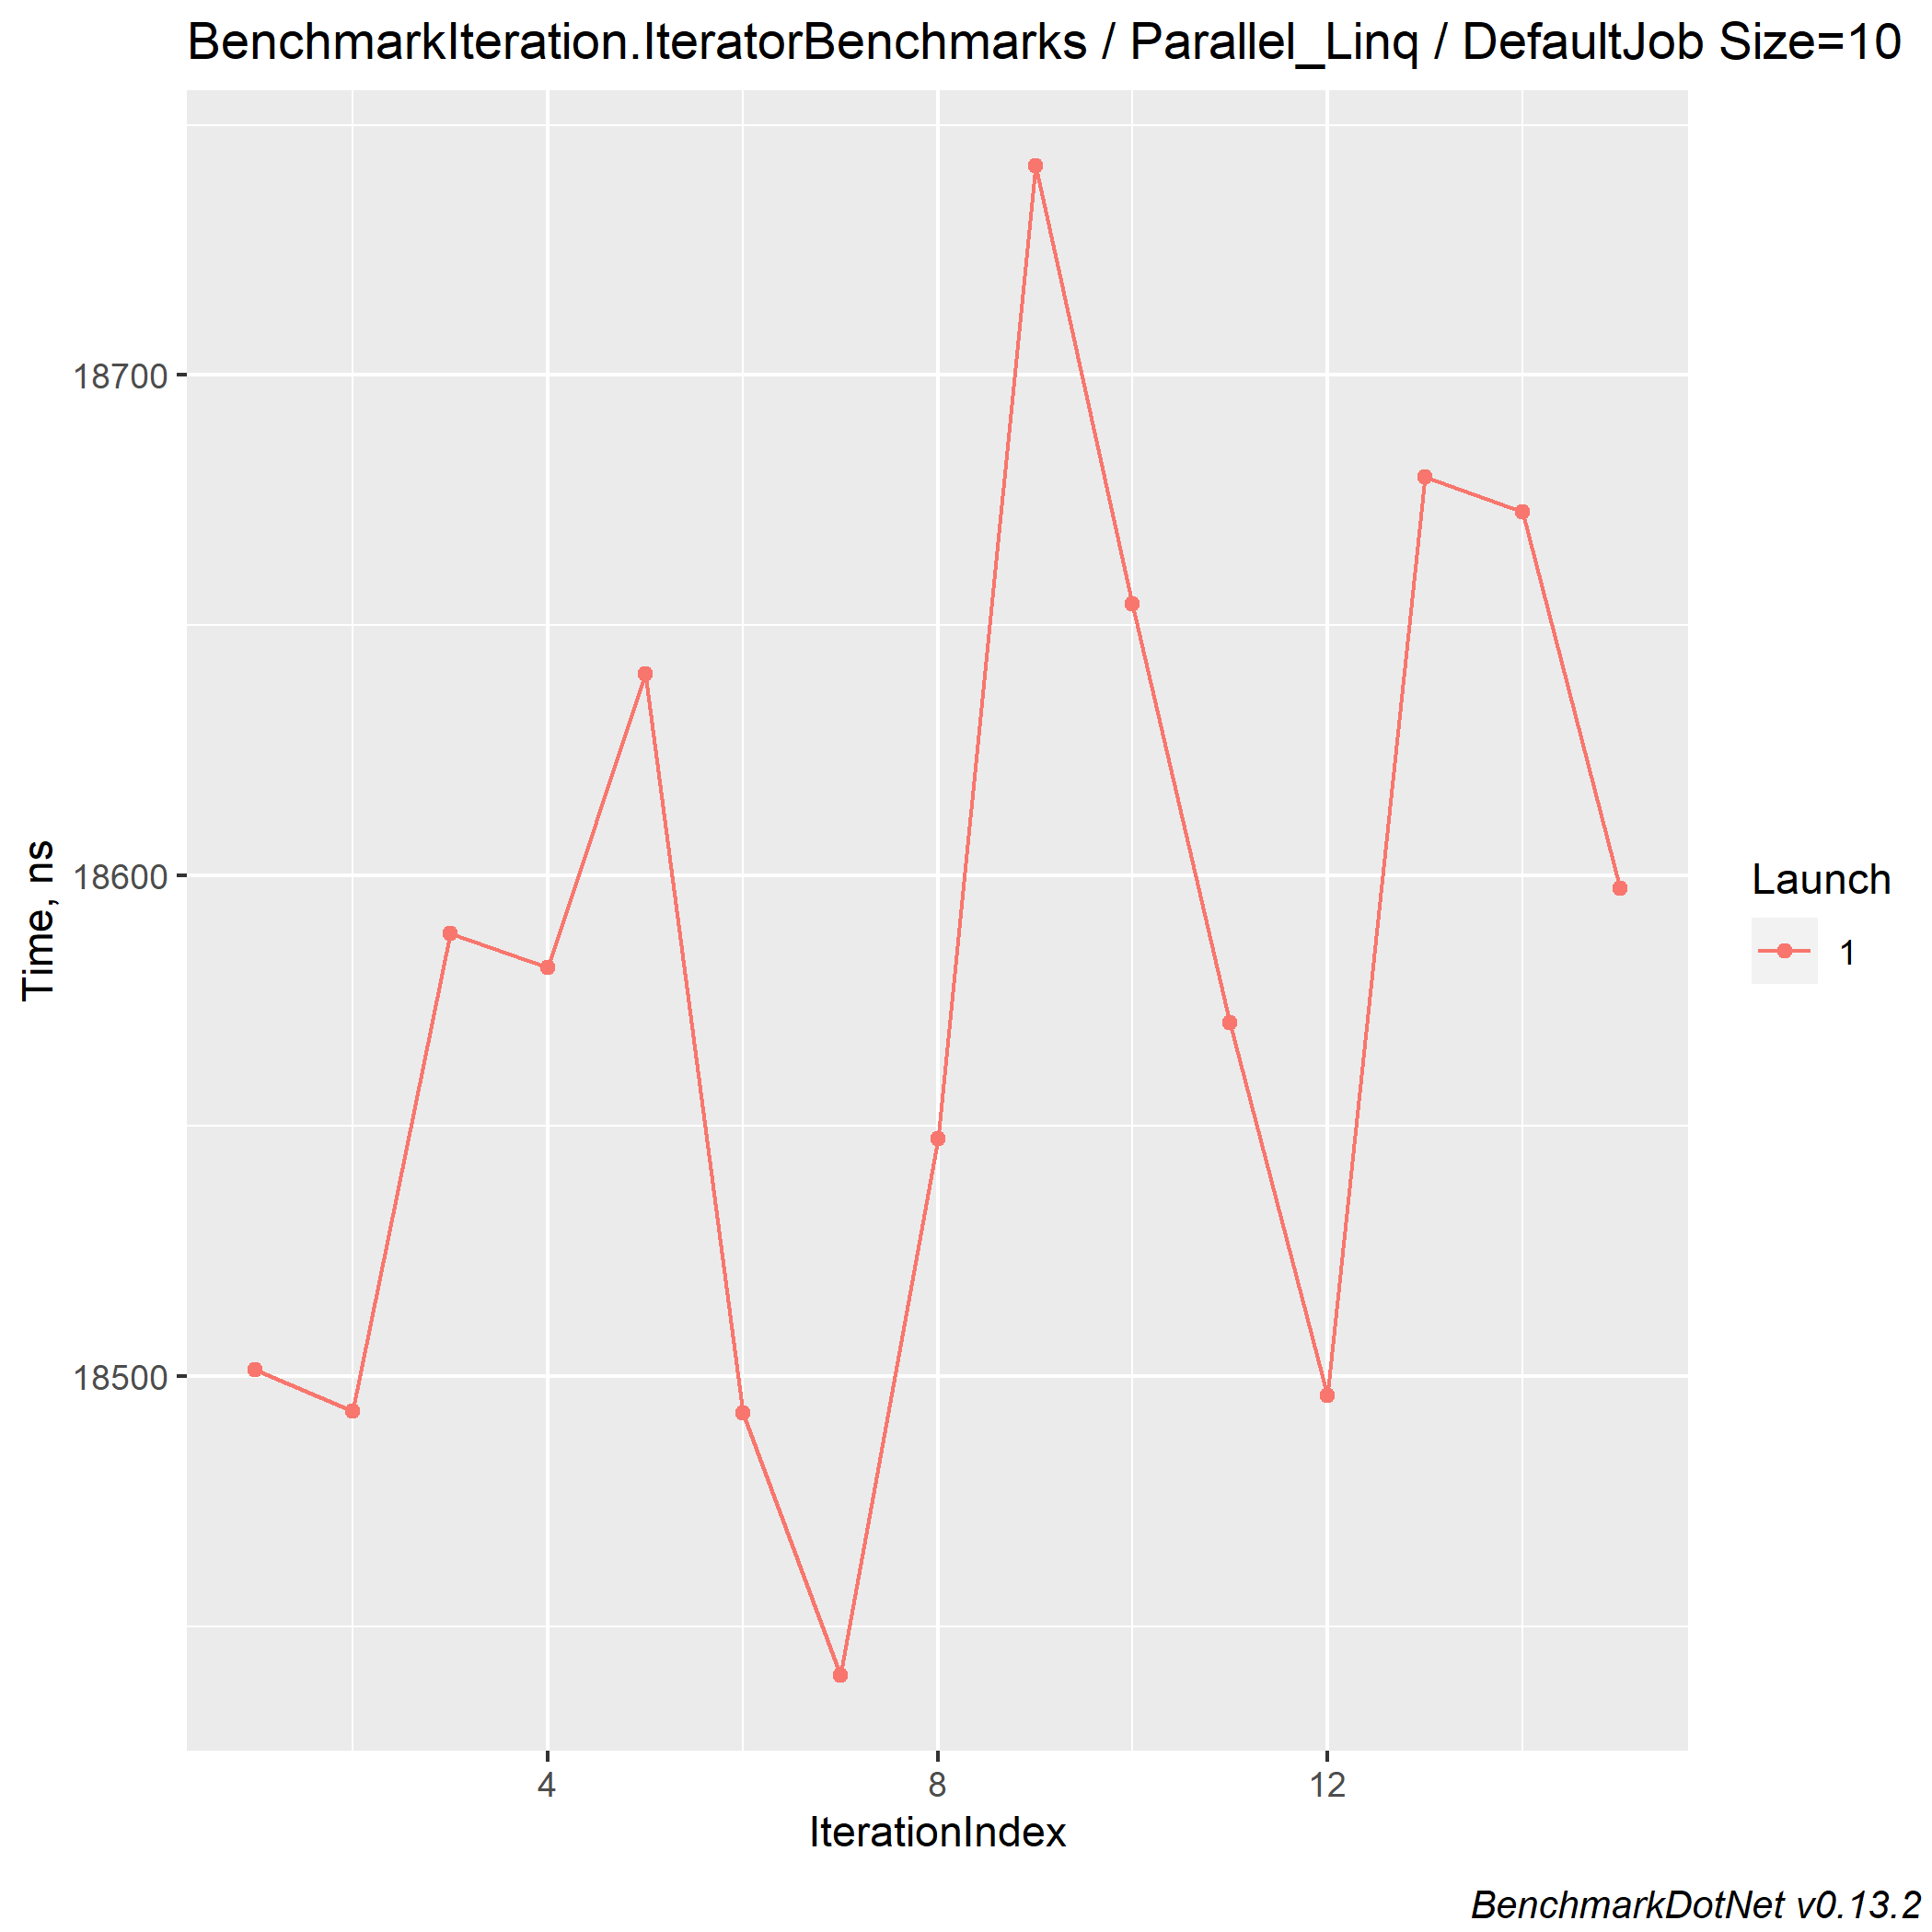 BenchmarkIteration.IteratorBenchmarks / Parallel_Linq / DefaultJob Size=10
18700
18600
18500
Time, ns
4 8 12
IterationIndex
Launch
1
BenchmarkDotNet v0.13.2